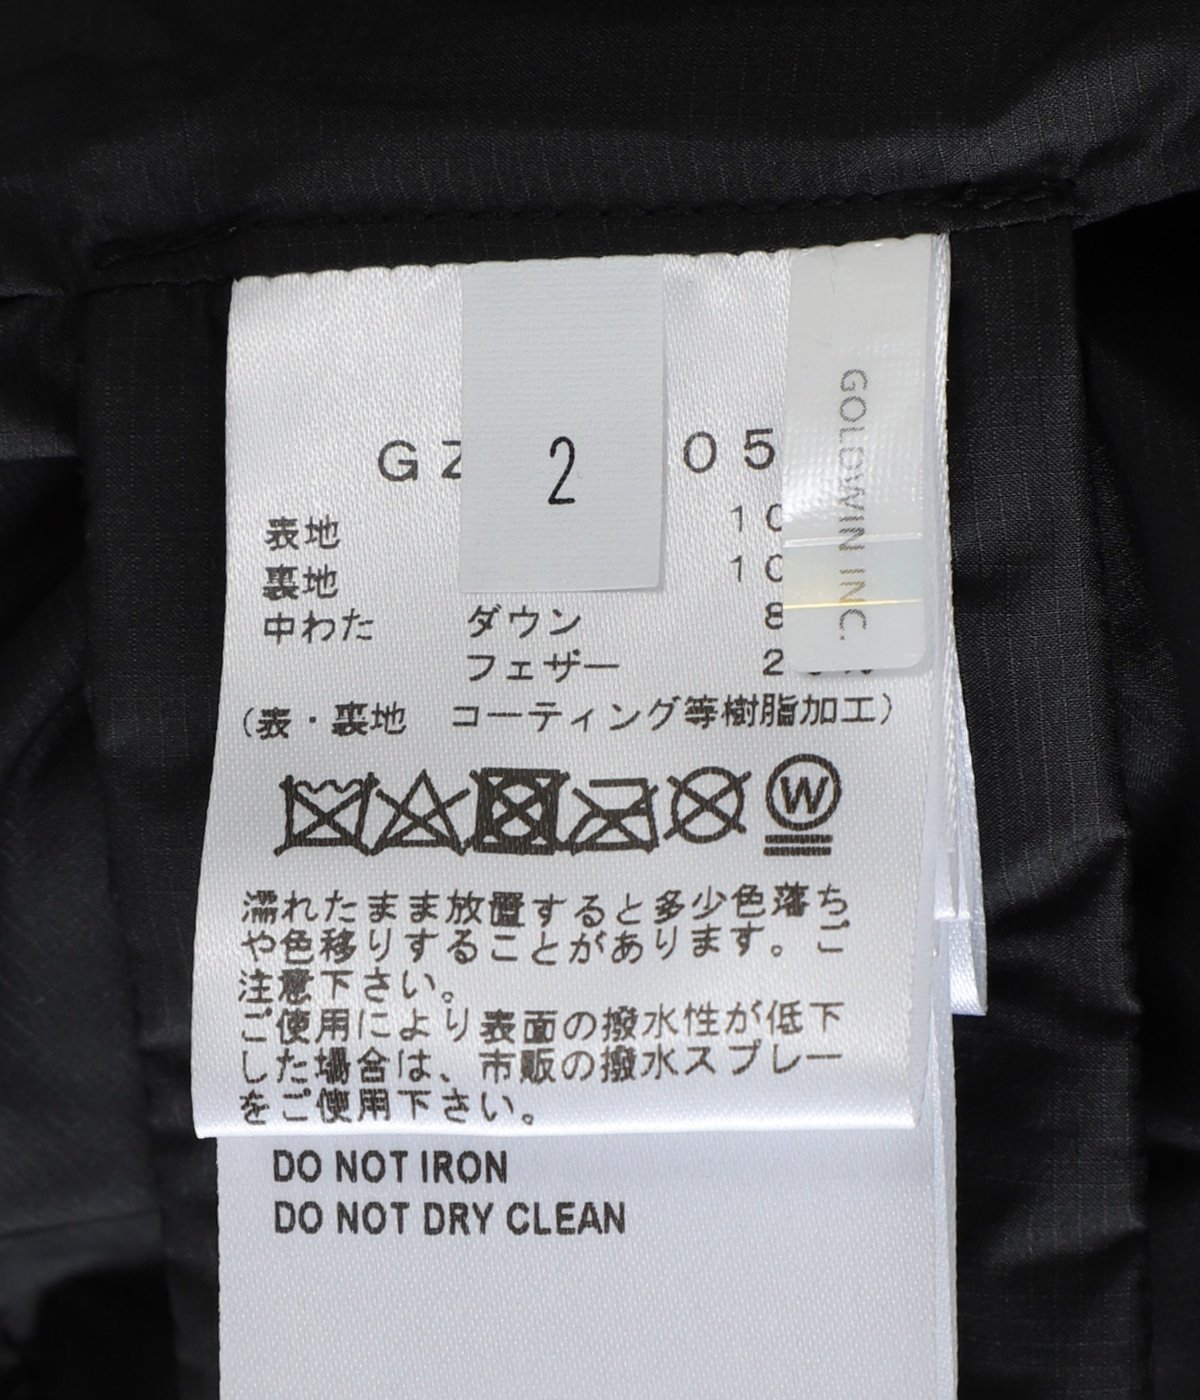 2
GOLDWIN INC.
GZ 05
表地 10
裏地 10
中わた ダウン 8
フェザー 2
(表・裏地 コーティング等樹脂加工)
W
濡れたまま放置すると多少色落ち
や色移りすることがあります。ご
注意下さい。
ご使用により表面の撥水性が低下
した場合は、市販の撥水スプレー
をご使用下さい。
DO NOT IRON
DO NOT DRY CLEAN